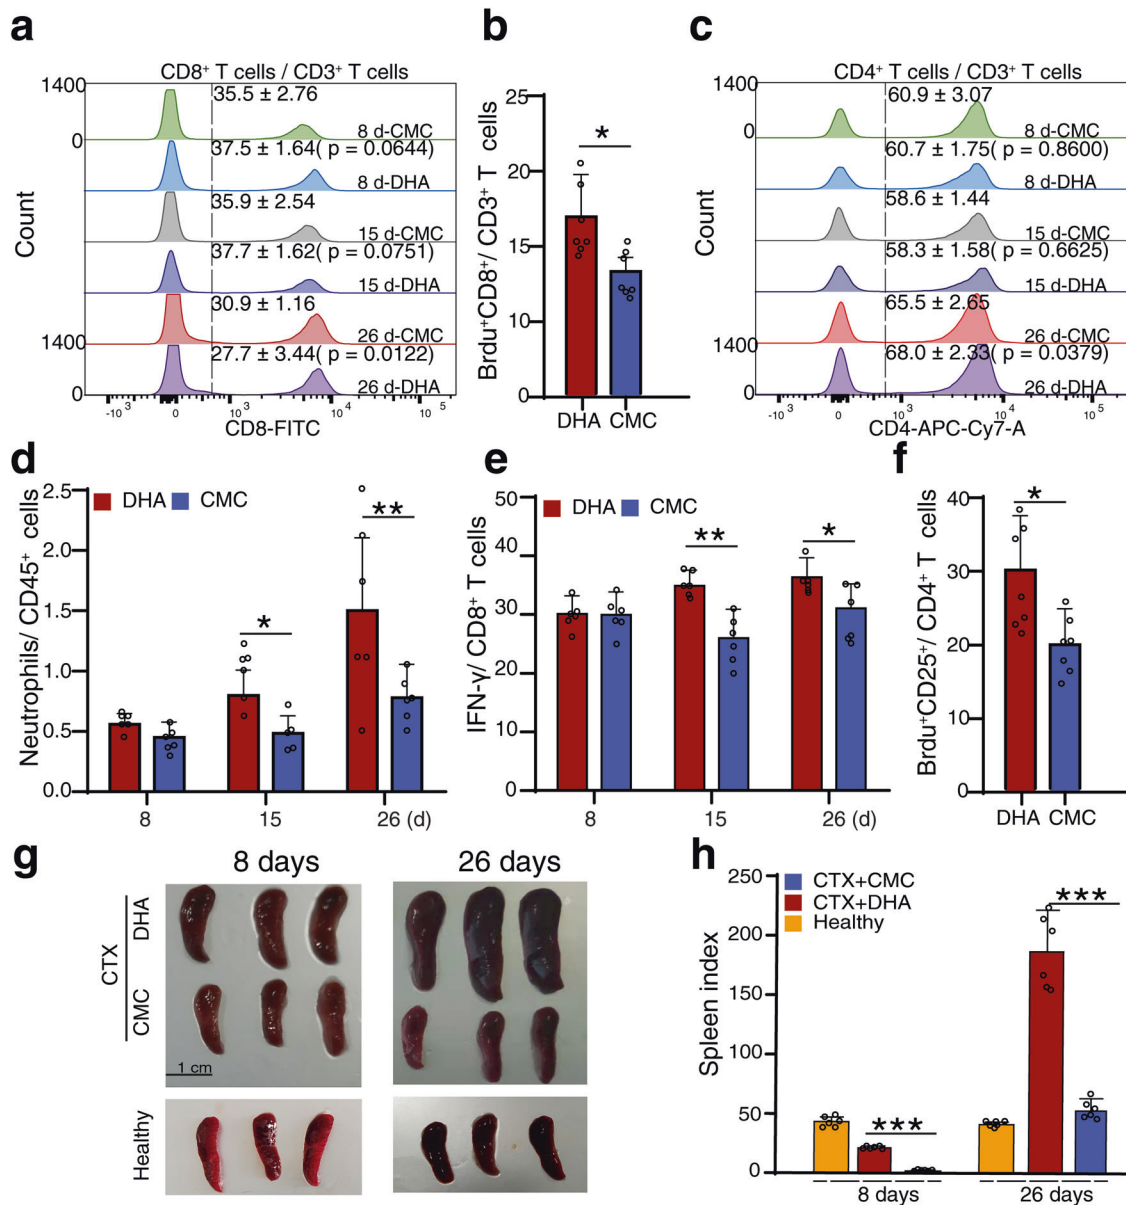 a
CD8⁺ T cells / CD3⁺ T cells
1400
0
1400
0
Count
35.5 ± 2.76
8 d-CMC
37.5 ± 1.64( p = 0.0644)
8 d-DHA
35.9 ± 2.54
15 d-CMC
37.7 ± 1.62( p = 0.0751)
15 d-DHA
30.9 ± 1.16
26 d-CMC
27.7 ± 3.44( p = 0.0122)
26 d-DHA
-10³ 0 10³ 10⁴ 10⁵
CD8-FITC
b
Brdu⁺CD8⁺/ CD3⁺ T cells
25
20
15
10
0
*
DHA CMC
c
CD4⁺ T cells / CD3⁺ T cells
1400
0
1400
0
Count
60.9 ± 3.07
8 d-CMC
60.7 ± 1.75( p = 0.8600)
8 d-DHA
58.6 ± 1.44
15 d-CMC
58.3 ± 1.58( p = 0.6625)
15 d-DHA
65.5 ± 2.65
26 d-CMC
68.0 ± 2.33( p = 0.0379)
26 d-DHA
-10³ 0 10³ 10⁴ 10⁵
CD4-APC-Cy7-A
d
DHA CMC
Neutrophils/ CD45⁺ cells
2.5
2.0
1.5
1.0
0.5
0.0
*
**
8 15 26 (d)
e
DHA CMC
IFN-γ/ CD8⁺ T cells
50
40
30
20
10
0
**
*
8 15 26 (d)
f
Brdu⁺CD25⁺/ CD4⁺ T cells
40
30
20
10
0
*
DHA CMC
g
8 days 26 days
CTX
DHA
CMC
1 cm
Healthy
h
CTX+CMC
CTX+DHA
Healthy
Spleen index
250
200
150
100
50
0
***
***
8 days 26 days